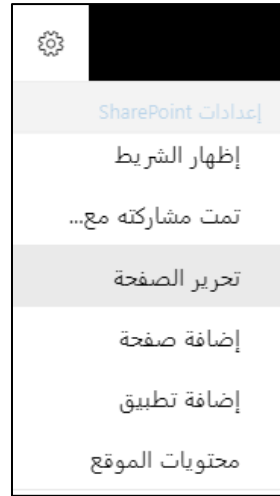 إعدادات SharePoint
إظهار الشريط
تمت مشاركته مع...
تحرير الصفحة
إضافة صفحة
إضافة تطبيق
محتويات الموقع